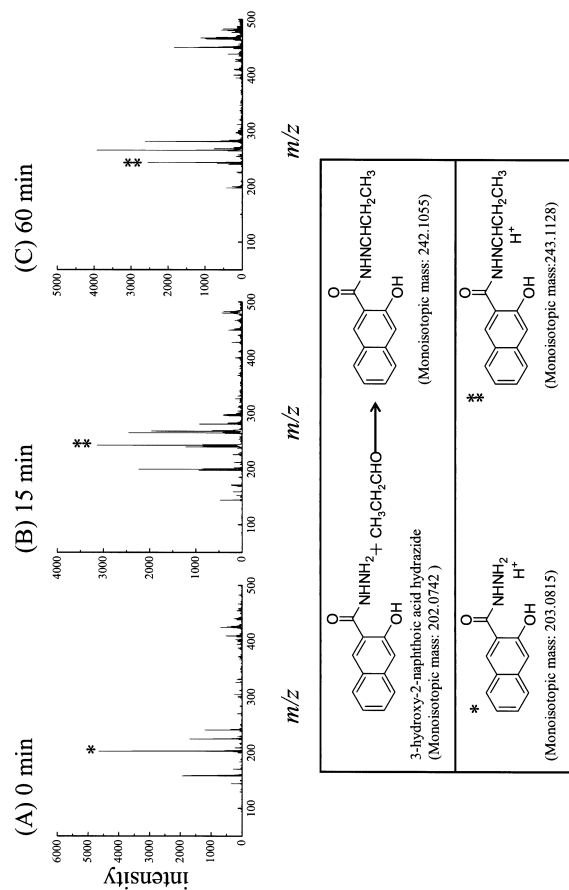 (A) 0 min
(B) 15 min
(C) 60 min
intensity
6000
5000
4000
3000
2000
1000
0
100
200
300
400
500
m/z
*
4000
3000
2000
1000
0
100
200
300
400
500
m/z
**
5000
4000
3000
2000
1000
0
100
200
300
400
500
m/z
**
O
NHNH₂
OH
+ CH₃CH₂CHO
O
NHNCHCH₂CH₃
OH
3-hydroxy-2-naphthoic acid hydrazide
(Monoisotopic mass: 202.0742 )
(Monoisotopic mass: 242.1055)
*
O
NHNH₂
H⁺
OH
(Monoisotopic mass: 203.0815)
**
O
NHNCHCH₂CH₃
H⁺
OH
(Monoisotopic mass:243.1128)